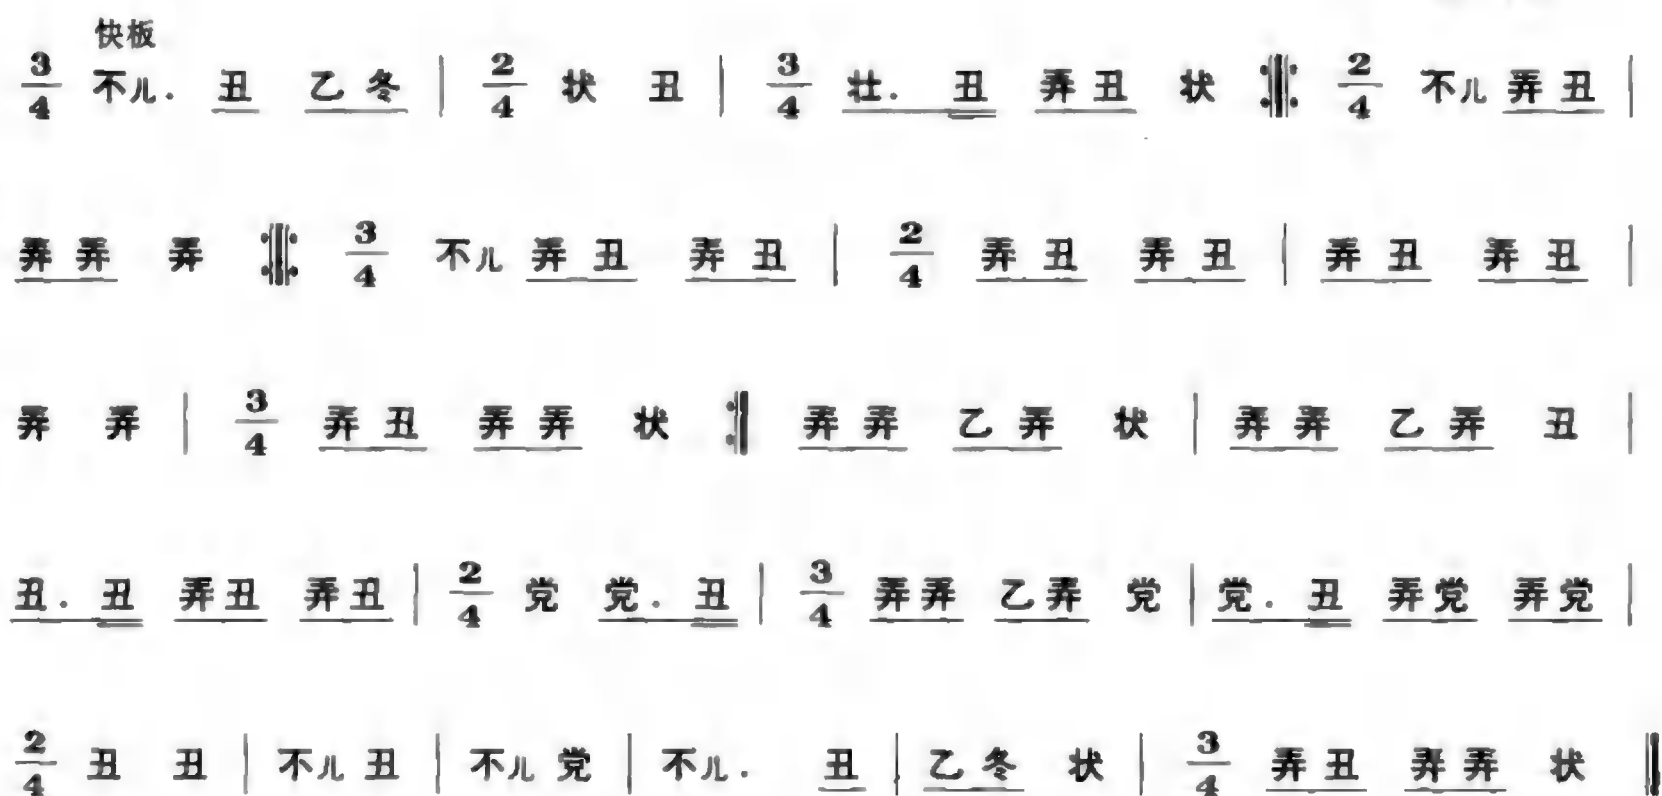 快板
3/4 不儿. 丑 乙冬 | 2/4 状 丑 | 3/4 壮. 丑 弄丑 状 :‖: 2/4 不儿 弄丑 |
弄弄 弄 :‖: 3/4 不儿 弄丑 弄丑 | 2/4 弄丑 弄丑 | 弄丑 弄丑 |
弄 弄 | 3/4 弄丑 弄弄 状 :‖ 弄弄 乙弄 状 | 弄弄 乙弄 丑 |
丑. 丑 弄丑 弄丑 | 2/4 党 党. 丑 | 3/4 弄弄 乙弄 党 | 党. 丑 弄党 弄党 |
2/4 丑 丑 | 不儿 丑 | 不儿 党 | 不儿. 丑 | 乙冬 状 | 3/4 弄丑 弄弄 状 ‖